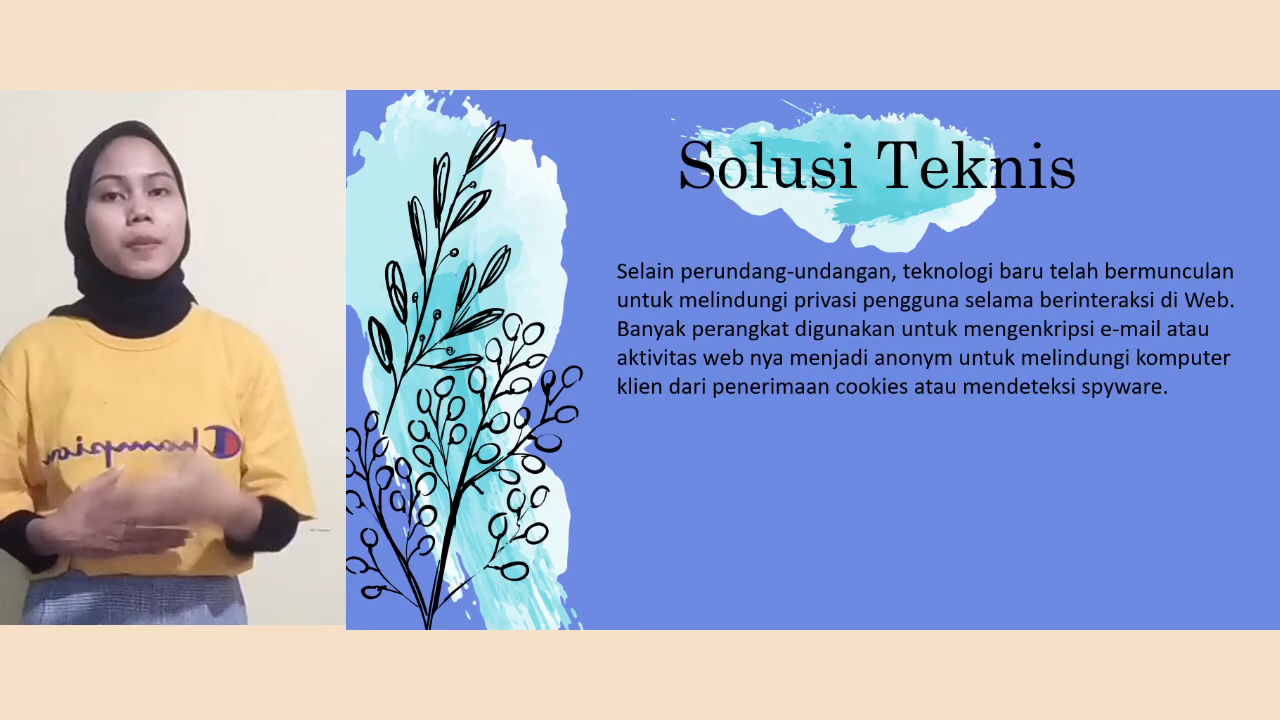 Solusi Teknis
Selain perundang-undangan, teknologi baru telah bermunculan
untuk melindungi privasi pengguna selama berinteraksi di Web.
Banyak perangkat digunakan untuk mengenkripsi e-mail atau
aktivitas web nya menjadi anonym untuk melindungi komputer
klien dari penerimaan cookies atau mendeteksi spyware.
Champion